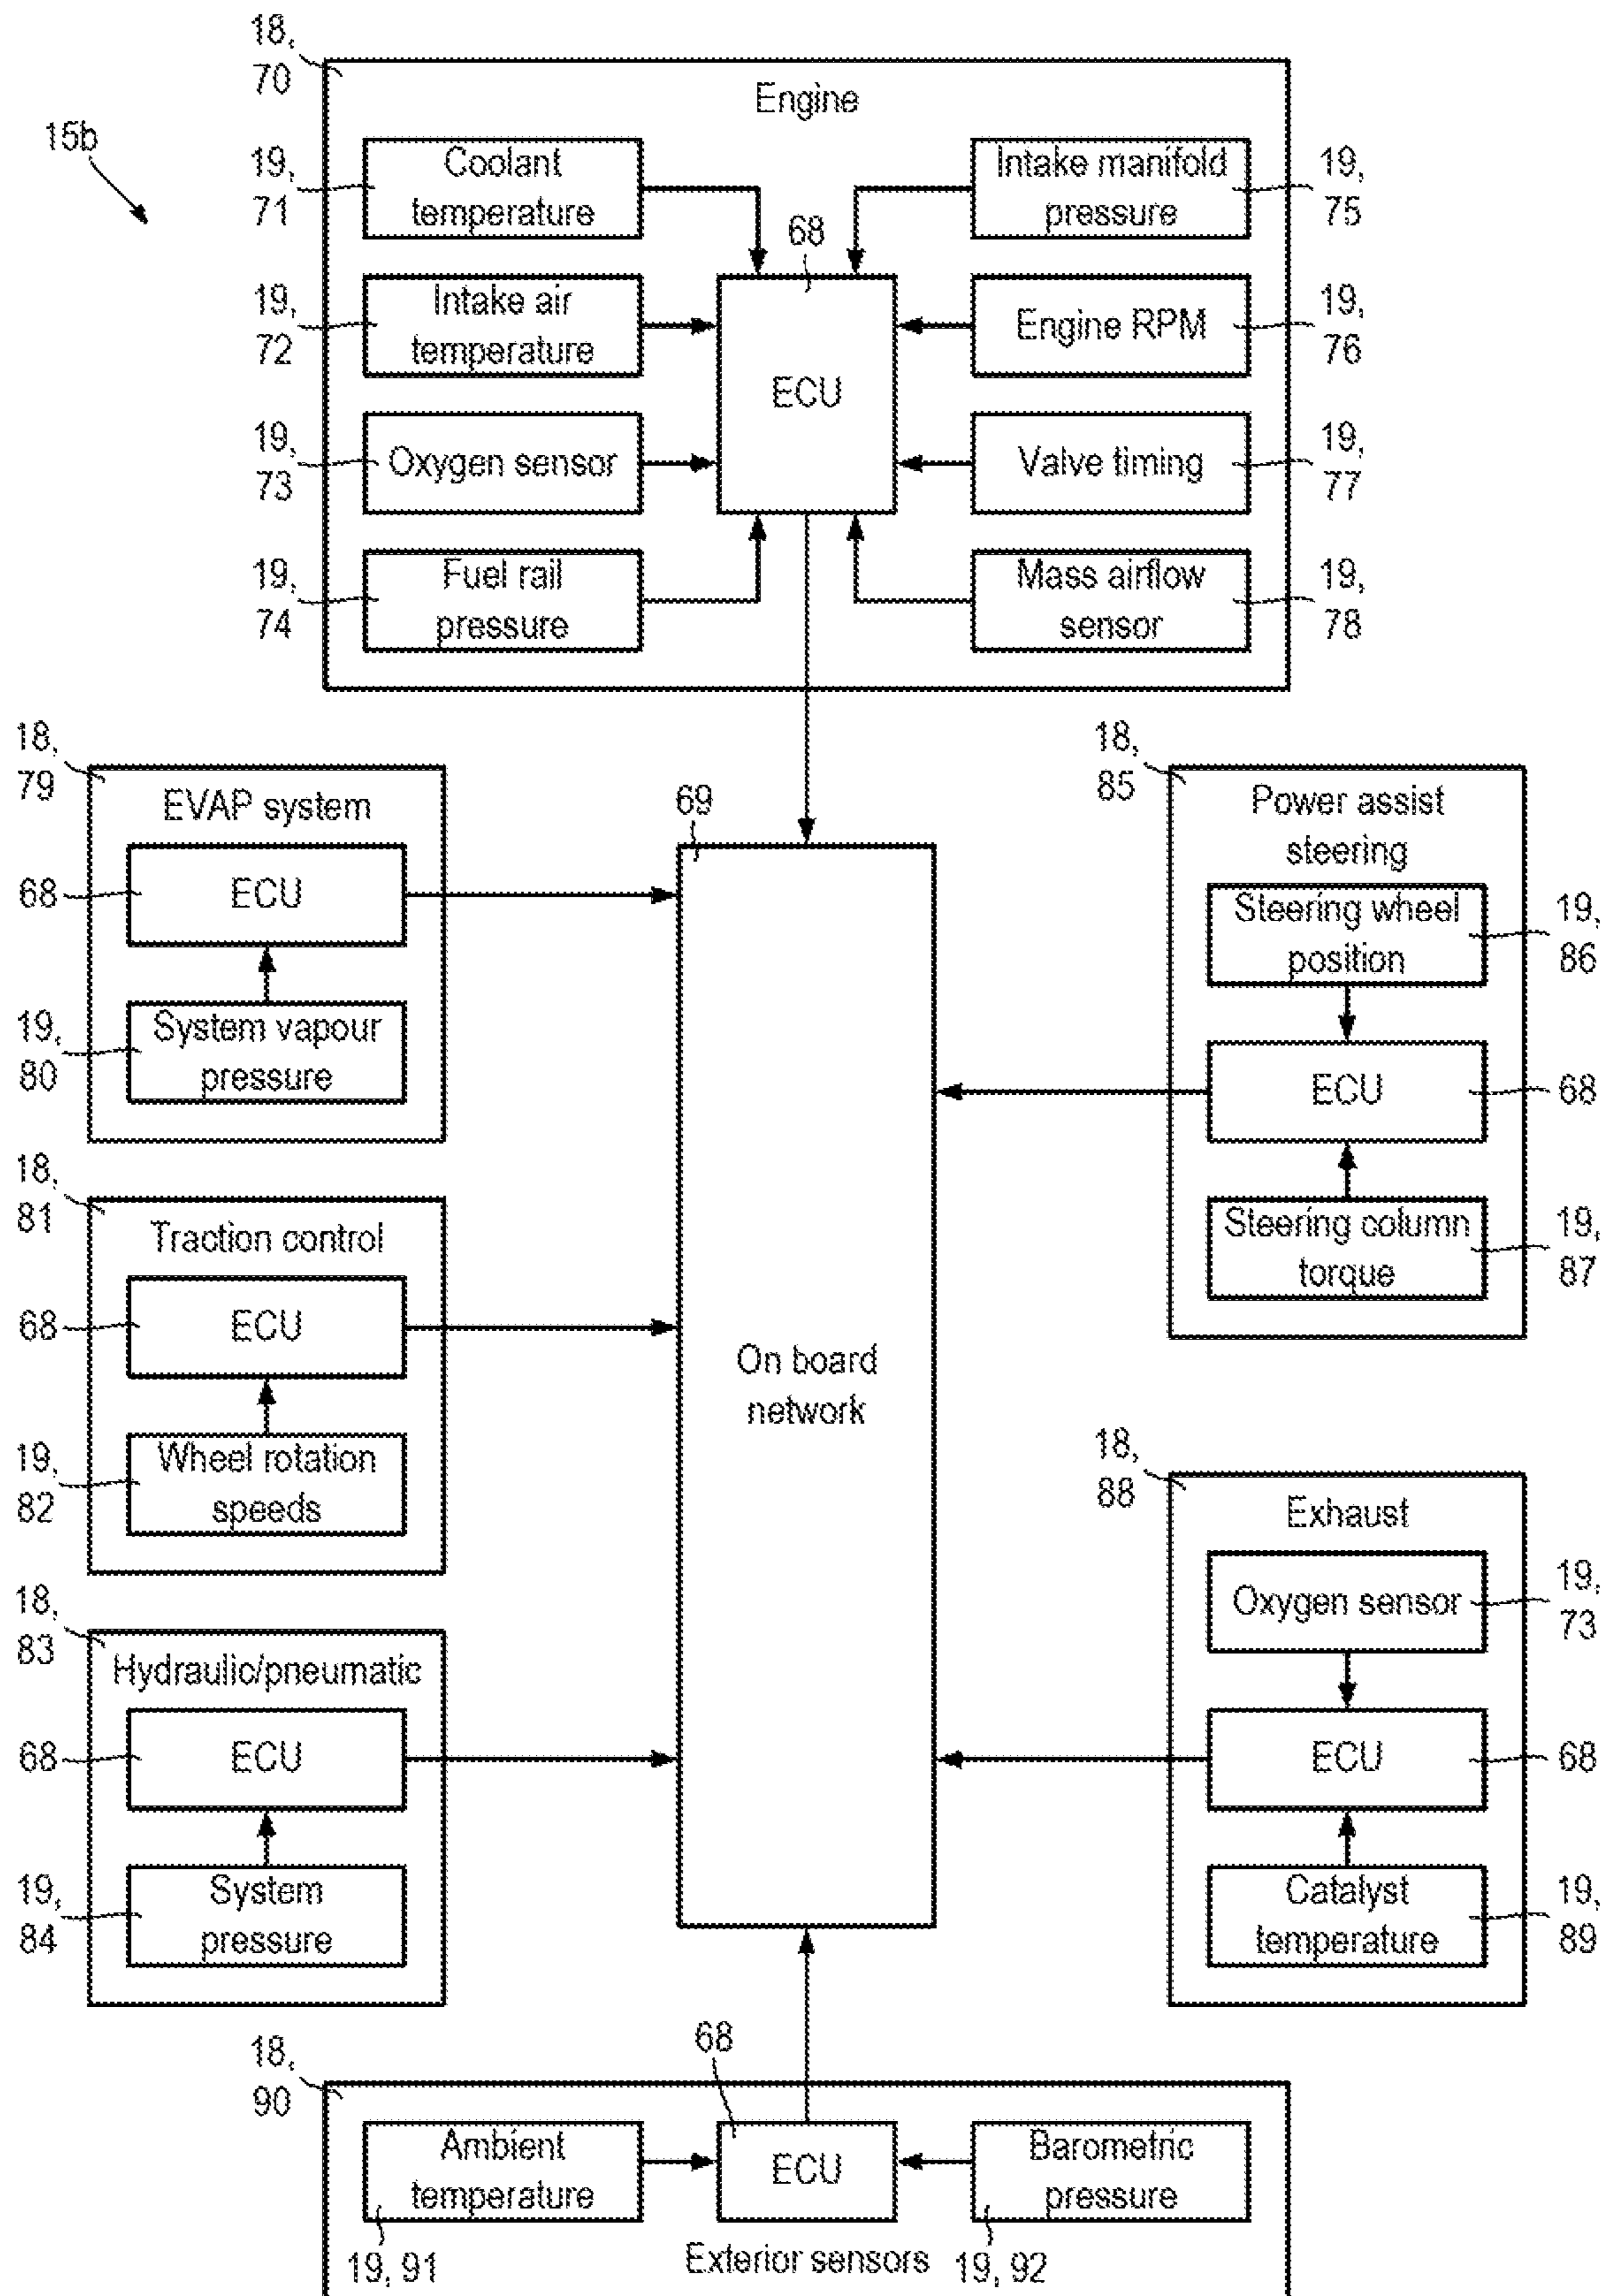 18,
70
Engine
15b
19,
71
Coolant
temperature
Intake manifold
pressure
19,
75
68
19,
72
Intake air
temperature
Engine RPM
19,
76
ECU
19,
73
Oxygen sensor
Valve timing
19,
77
19,
74
Fuel rail
pressure
Mass airflow
sensor
19,
78
18,
79
EVAP system
68
ECU
19,
80
System vapour
pressure
69
18,
85
Power assist
steering
Steering wheel
position
19,
86
ECU
68
Steering column
torque
19,
87
18,
81
Traction control
68
ECU
19,
82
Wheel rotation
speeds
On board
network
18,
83
Hydraulic/pneumatic
68
ECU
19,
84
System
pressure
18,
88
Exhaust
Oxygen sensor
19,
73
ECU
68
Catalyst
temperature
19,
89
18,
90
68
Ambient
temperature
ECU
Barometric
pressure
19, 91
Exterior sensors
19, 92